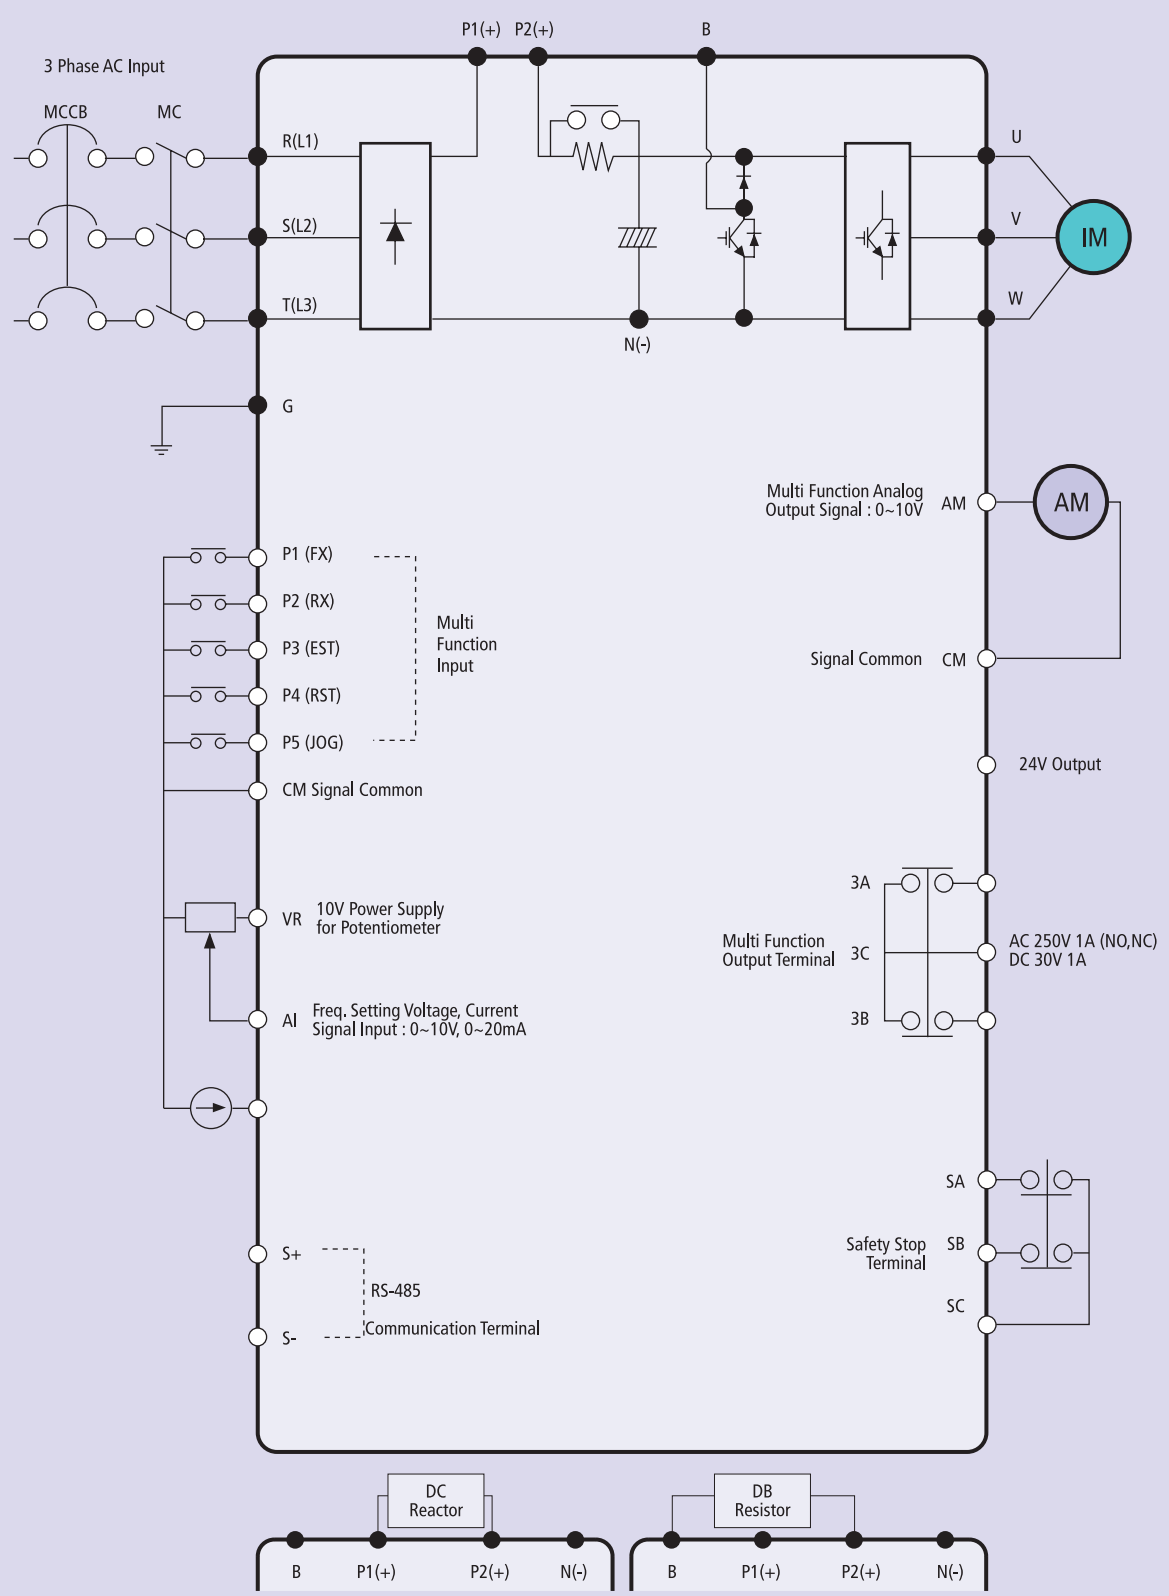 P1(+) P2(+) B
3 Phase AC Input
MCCB MC
R(L1)
S(L2)
T(L3)
N(-)
U
V
W
IM
G
Multi Function Analog
Output Signal : 0~10V
AM
AM
P1 (FX)
P2 (RX)
P3 (EST)
P4 (RST)
P5 (JOG)
Multi
Function
Input
CM Signal Common
Signal Common CM
24V Output
VR
10V Power Supply
for Potentiometer
AI
Freq. Setting Voltage, Current
Signal Input : 0~10V, 0~20mA
3A
Multi Function
Output Terminal
3C
3B
AC 250V 1A (NO,NC)
DC 30V 1A
S+
RS-485
Communication Terminal
S-
SA
Safety Stop
Terminal
SB
SC
DC
Reactor
B P1(+) P2(+) N(-)
DB
Resistor
B P1(+) P2(+) N(-)